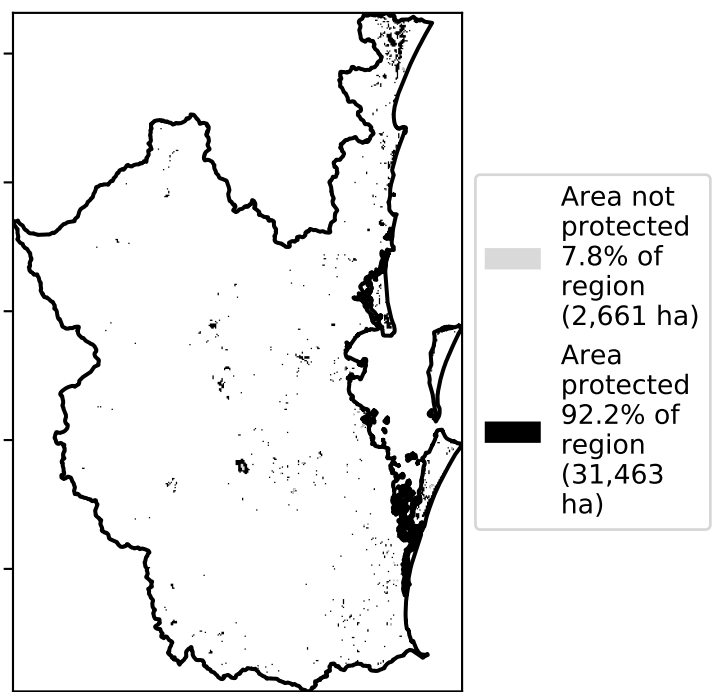 Area not
protected
7.8% of
region
(2,661 ha)
Area
protected
92.2% of
region
(31,463
ha)